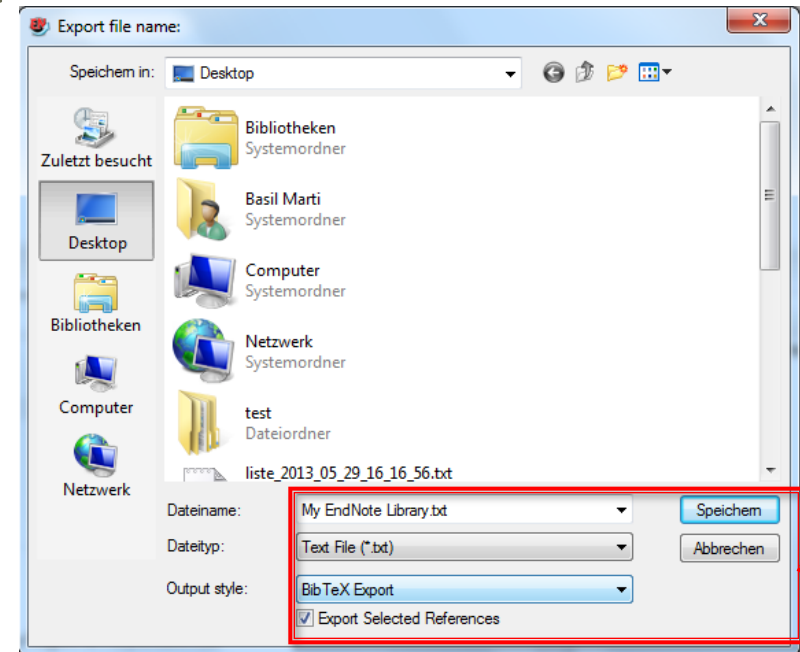 Export file name:
Speichern in:
Desktop
Zuletzt besucht
Desktop
Bibliotheken
Computer
Netzwerk
Bibliotheken
Systemordner
Basil Marti
Systemordner
Computer
Systemordner
Netzwerk
Systemordner
test
Dateiordner
liste_2013_05_29_16_16_56.txt
Dateiname:
My EndNote Library.txt
Speichern
Dateityp:
Text File (*.txt)
Abbrechen
Output style:
BibTeX Export
Export Selected References